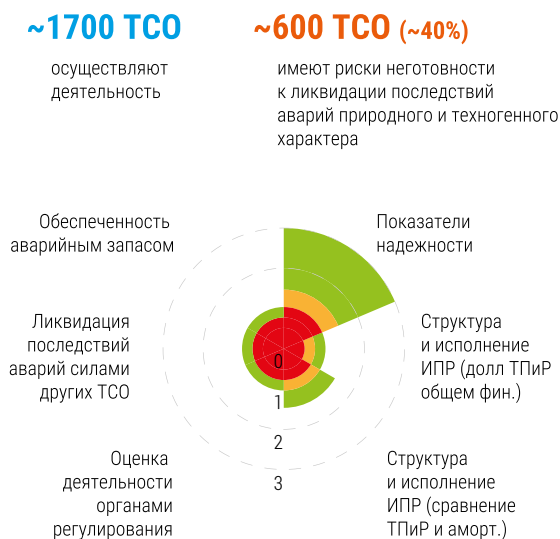 ~1700 ТСО
осуществляют
деятельность
~600 ТСО (~40%)
имеют риски неготовности
к ликвидации последствий
аварий природного и техногенного
характера
Обеспеченность
аварийным запасом
Показатели
надежности
Ликвидация
последствий
аварий силами
других ТСО
Структура
и исполнение
ИПР (долл ТПиР
общем фин.)
0
1
2
3
Оценка
деятельности
органами
регулирования
Структура
и исполнение
ИПР (сравнение
ТПиР и аморт.)